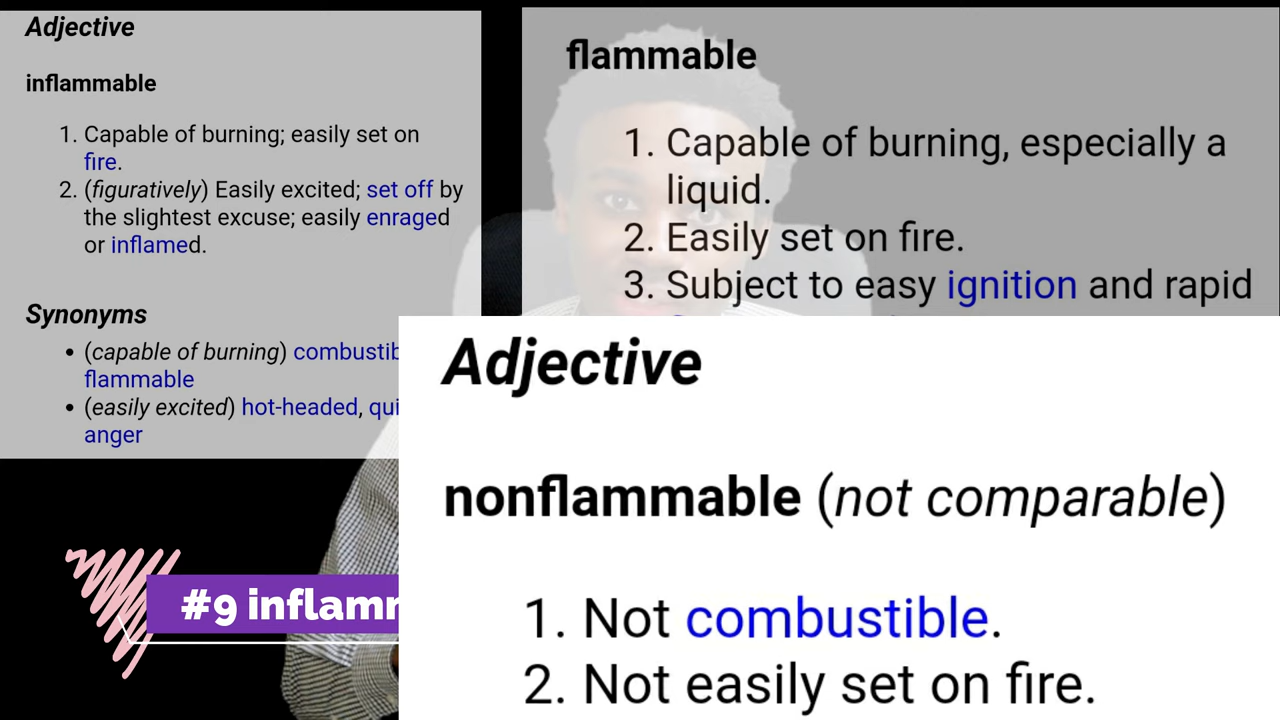 Adjective
inflammable
1. Capable of burning; easily set on
fire.
2. (figuratively) Easily excited; set off by
the slightest excuse; easily enraged
or inflamed.
Synonyms
• (capable of burning)
flammable
• (easily excited) hot-headed,
anger
flammable
1. Capable of burning, especially a
liquid.
2. Easily set on fire.
3. Subject to easy ignition and rapid
Adjective
nonflammable (not comparable)
1. Not combustible.
2. Not easily set on fire.
#9